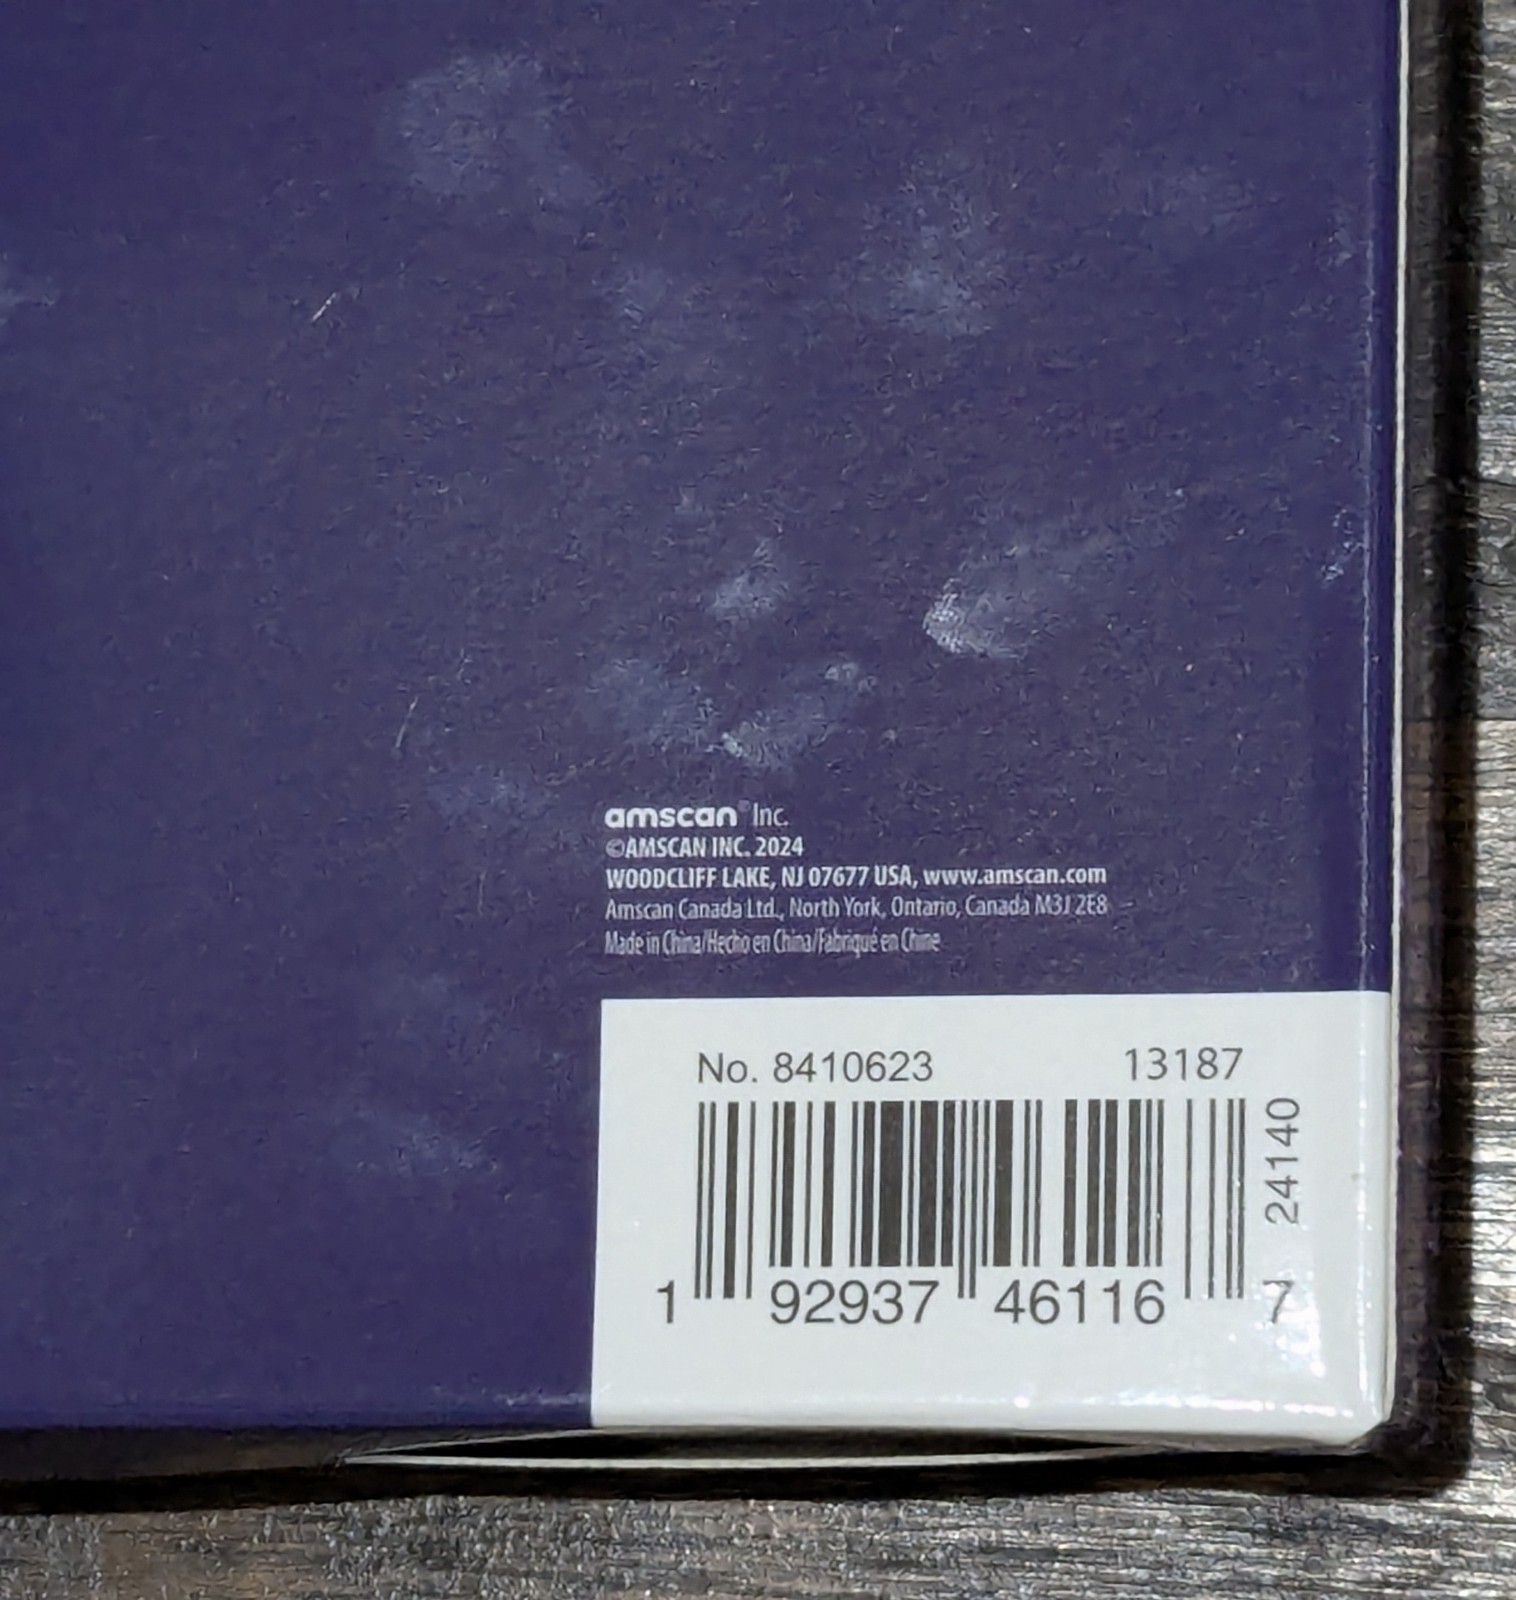 amscan® Inc.
©AMSCAN INC. 2024
WOODCLIFF LAKE, NJ 07677 USA, www.amscan.com
Amscan Canada Ltd., North York, Ontario, Canada M3J 2E8
Made in China/Hecho en China/Fabriqué en Chine
No. 8410623 13187
24140
1 92937 46116 7